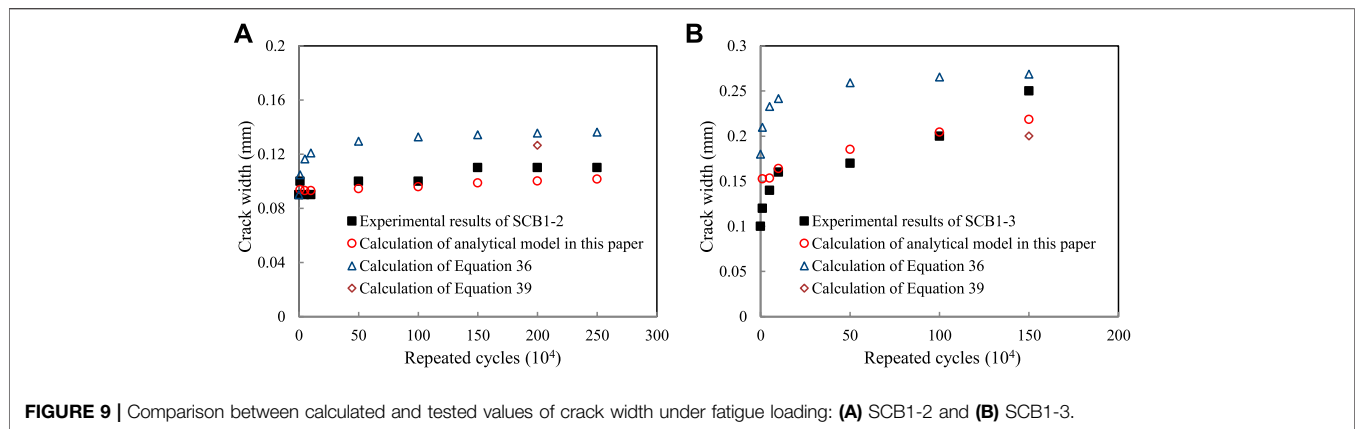 A
0.2
0.16
0.12
0.08
0.04
0
Crack width (mm)
Experimental results of SCB1-2
Calculation of analytical model in this paper
Calculation of Equation 36
Calculation of Equation 39
0 50 100 150 200 250 300
Repeated cycles (10⁴)
B
0.3
0.25
0.2
0.15
0.1
0.05
0
Crack width (mm)
Experimental results of SCB1-3
Calculation of analytical model in this paper
Calculation of Equation 36
Calculation of Equation 39
0 50 100 150 200
Repeated cycles (10⁴)
FIGURE 9 | Comparison between calculated and tested values of crack width under fatigue loading: (A) SCB1-2 and (B) SCB1-3.